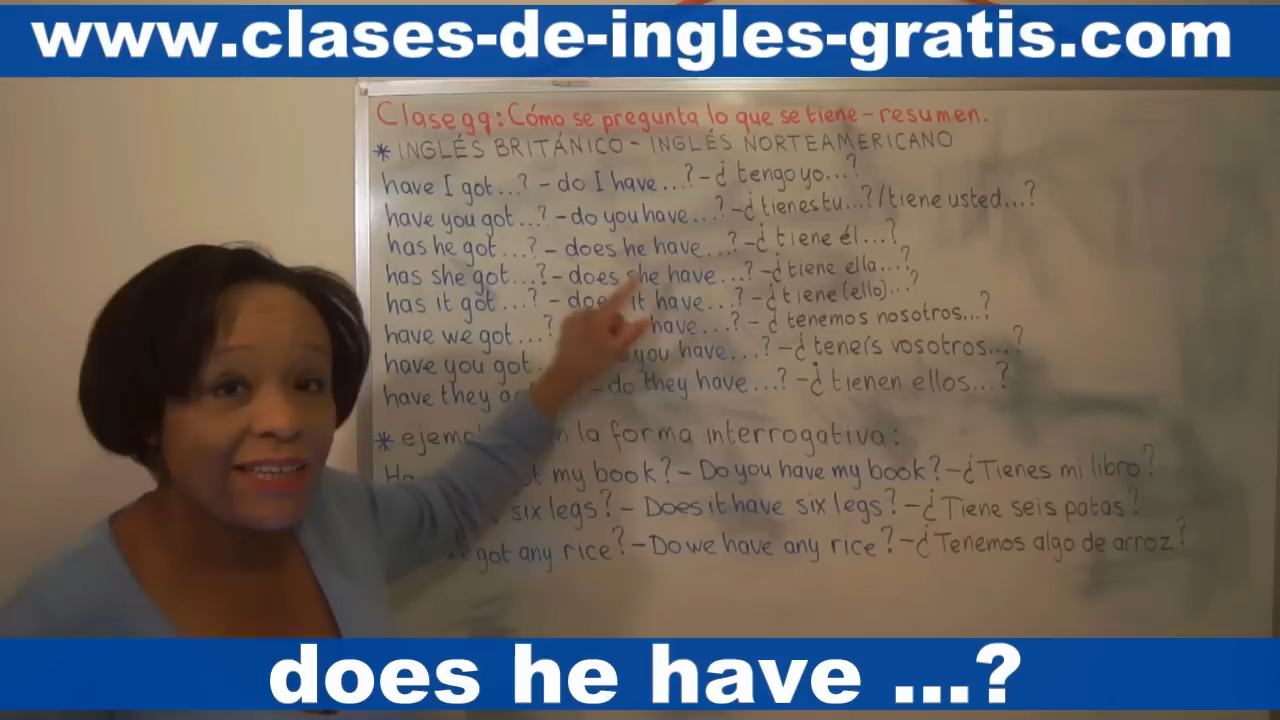 www.clases-de-ingles-gratis.com
Clase 99: Cómo se pregunta lo que se tiene - resumen.
* INGLÉS BRITÁNICO - INGLÉS NORTEAMERICANO
have I got...? - do I have...? - ¿ tengo yo...?
have you got...? - do you have...? - ¿ tienes tu...? / tiene usted...?
has he got...? - does he have...? - ¿ tiene él...?
has she got...? - does she have...? - ¿ tiene ella...?
has it got...? - does it have...? - ¿ tiene (ello)...?
have we got...? have...? - ¿ tenemos nosotros...?
have you got you have...? - ¿ teneís vosotros...?
have they - do they have...? - ¿ tienen ellos...?
* la forma interrogativa:
my book? - Do you have my book? - ¿Tienes mi libro?
six legs? - Does it have six legs? - ¿Tiene seis patas?
got any rice? - Do we have any rice? - ¿Tenemos algo de arroz?
does he have ...?